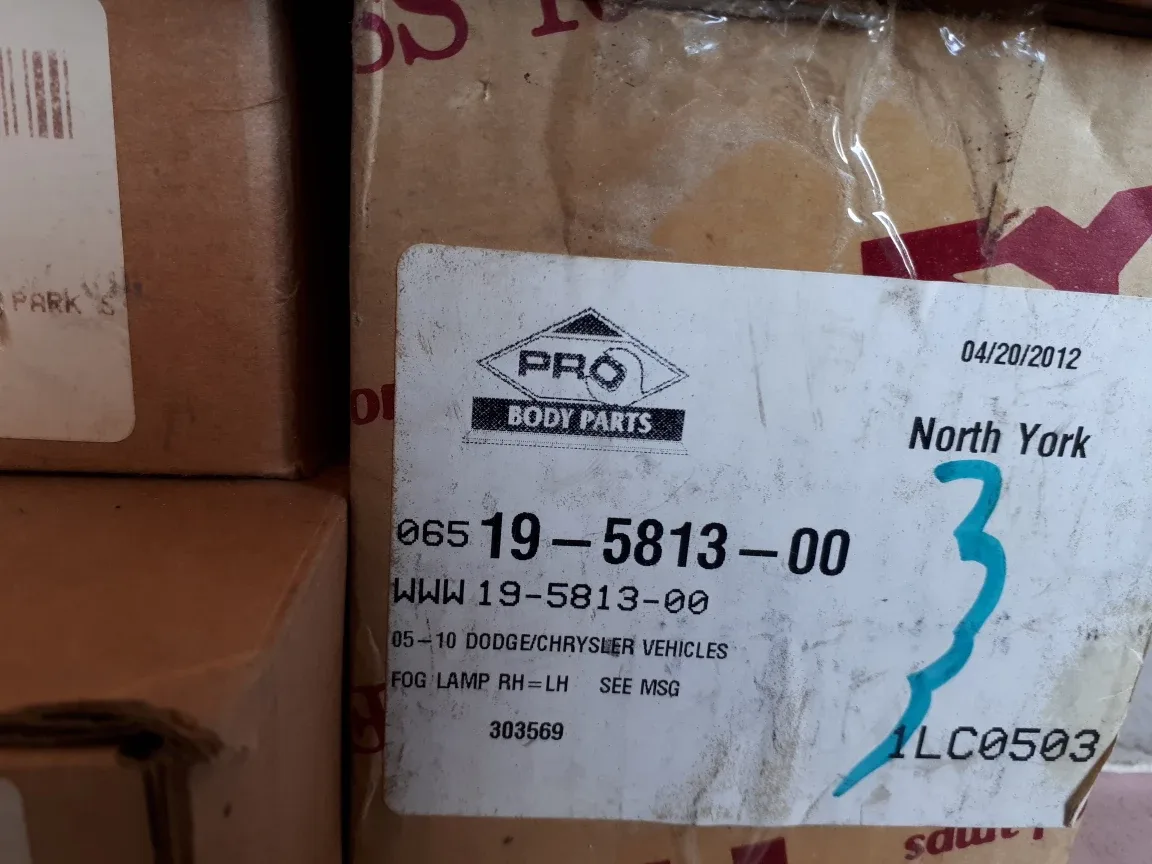 PARK S
PRO
BODY PARTS
04/20/2012
North York
3
065 19-5813-00
WWW 19-5813-00
05-10 DODGE/CHRYSLER VEHICLES
FOG LAMP RH=LH SEE MSG
303569
1LC0503